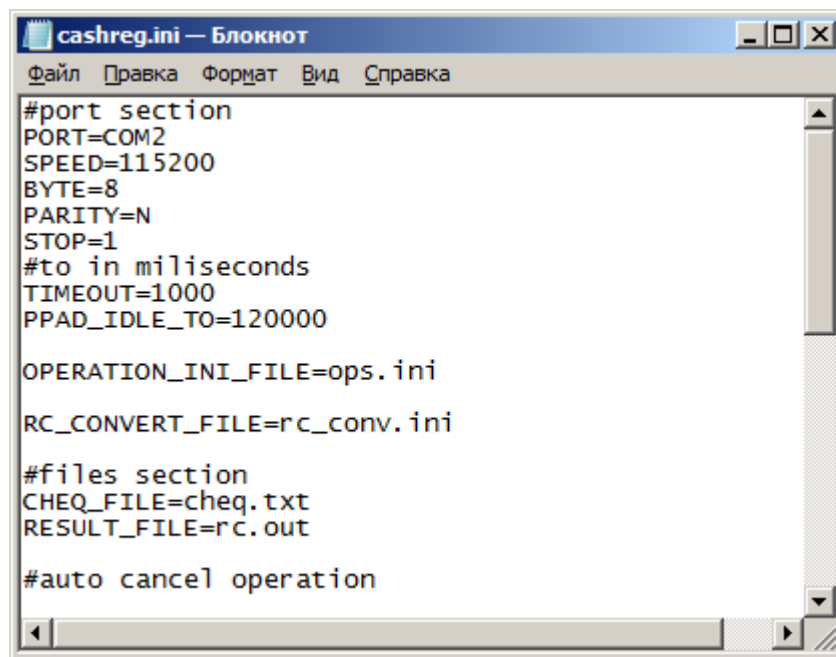 cashreg.ini — Блокнот
Файл Правка Формат Вид Справка
#port section
PORT=COM2
SPEED=115200
BYTE=8
PARITY=N
STOP=1
#to in miliseconds
TIMEOUT=1000
PPAD_IDLE_TO=120000
OPERATION_INI_FILE=ops.ini
RC_CONVERT_FILE=rc_conv.ini
#files section
CHEQ_FILE=cheq.txt
RESULT_FILE=rc.out
#auto cancel operation